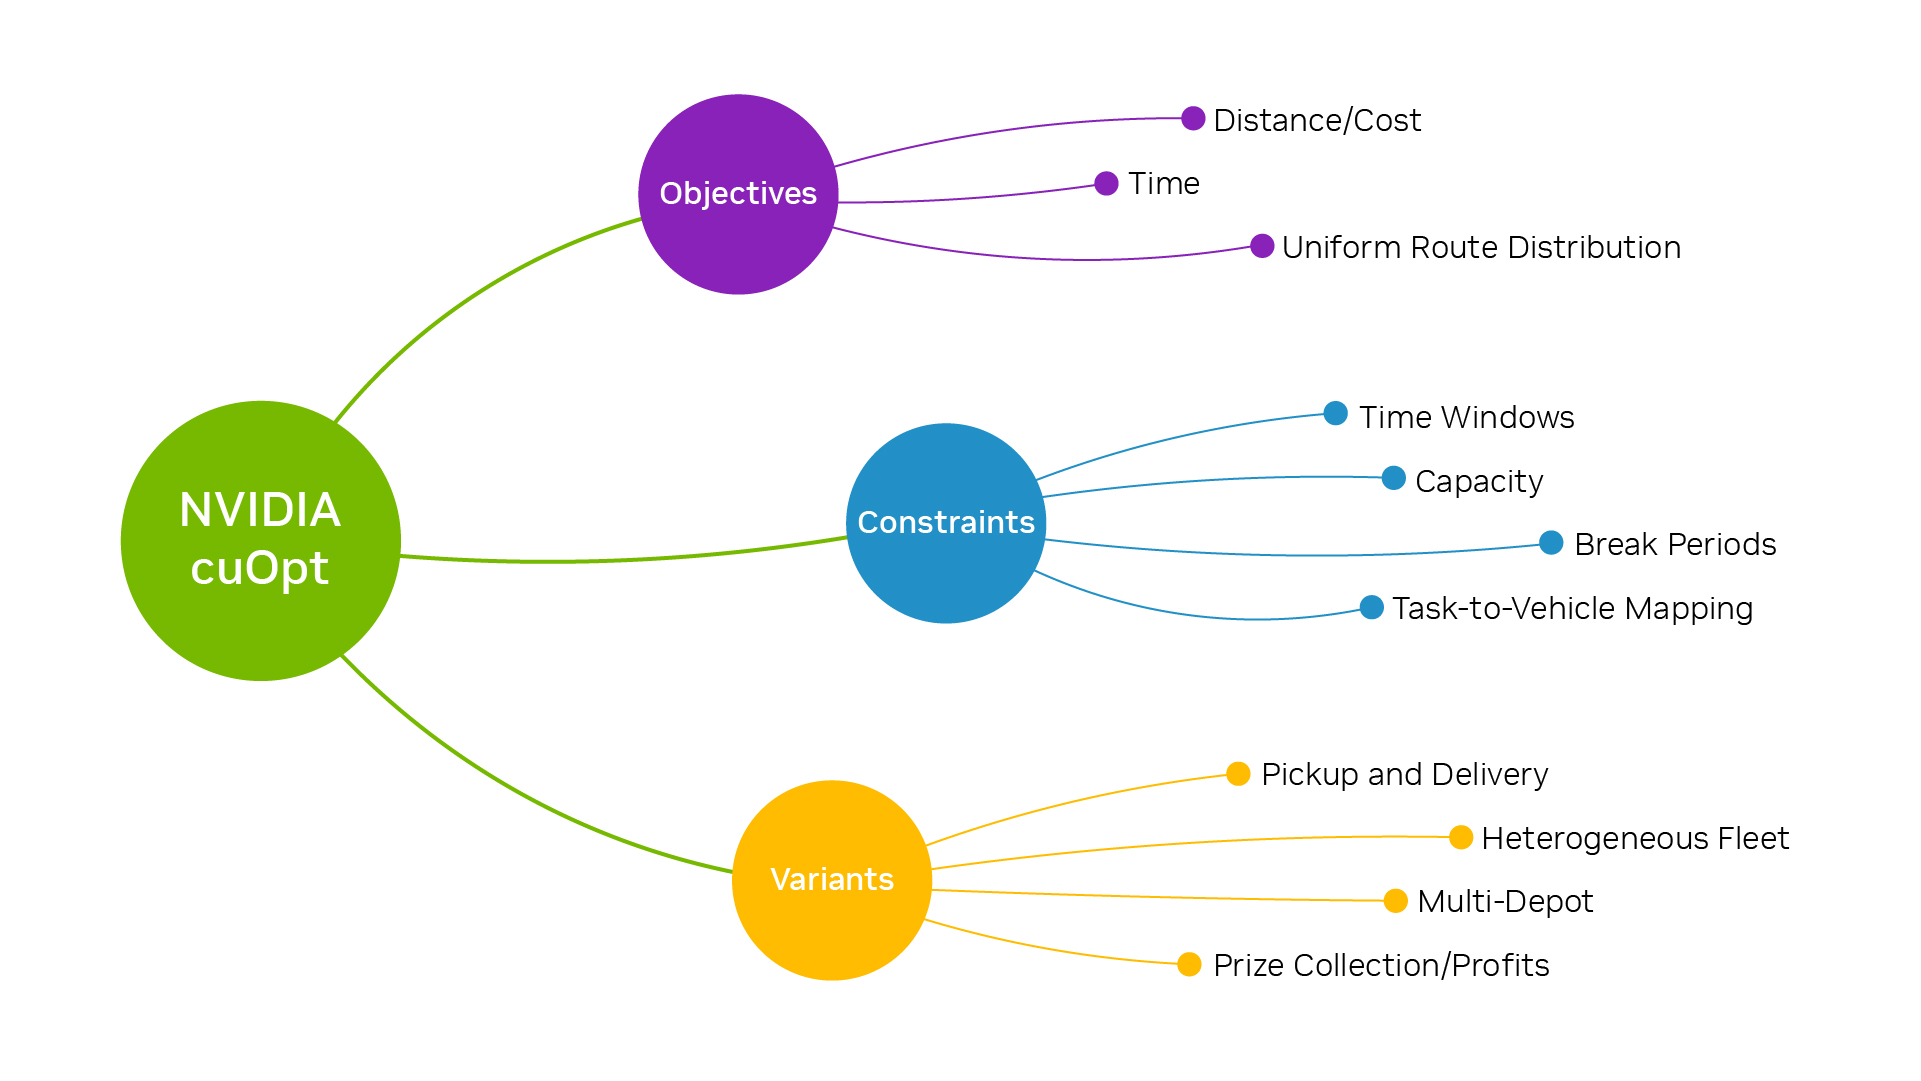 NVIDIA
cuOpt
Objectives
Distance/Cost
Time
Uniform Route Distribution
Constraints
Time Windows
Capacity
Break Periods
Task-to-Vehicle Mapping
Variants
Pickup and Delivery
Heterogeneous Fleet
Multi-Depot
Prize Collection/Profits